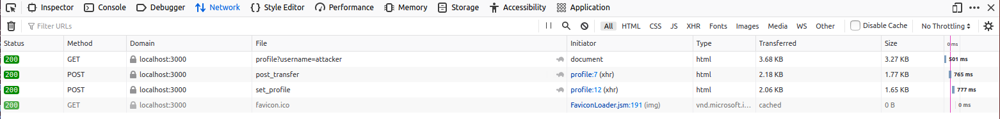 Inspector Console Debugger Network Style Editor Performance Memory Storage Accessibility Application
Filter URLs All HTML CSS JS XHR Fonts Images Media WS Other Disable Cache No Throttling
Status Method Domain File Initiator Type Transferred Size 0 ms
200 GET localhost:3000 profile?username=attacker document html 3.68 KB 3.27 KB 501 ms
200 POST localhost:3000 post_transfer profile:7 (xhr) html 2.18 KB 1.77 KB 765 ms
200 POST localhost:3000 set_profile profile:12 (xhr) html 2.06 KB 1.65 KB 777 ms
200 GET localhost:3000 favicon.ico FaviconLoader.jsm:191 (img) vnd.microsoft.i... cached 0 B 0 ms